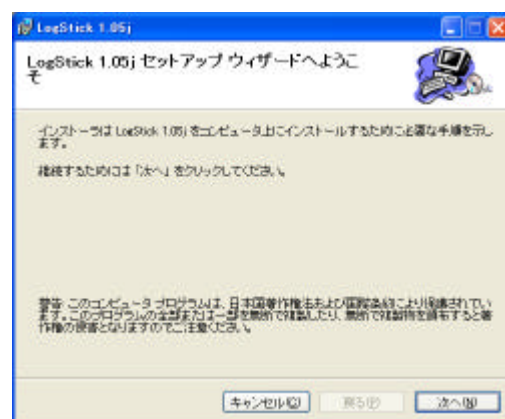 LogStick 1.05j
LogStick 1.05j セットアップ ウィザードへようこ
そ
インストーラは LogStick 1.05j をコンピュータ上にインストールするために必要な手順を示し
ます。
継続するためには「次へ」をクリックしてください。
警告: このコンピュータ プログラムは、日本国著作権法および国際条約により保護されてい
ます。このプログラムの全部または一部を無断で複製したり、無断で複製物を頒布すると著
作権の侵害となりますのでご注意ください。
キャンセル(C)
戻る(B)
次へ(N)